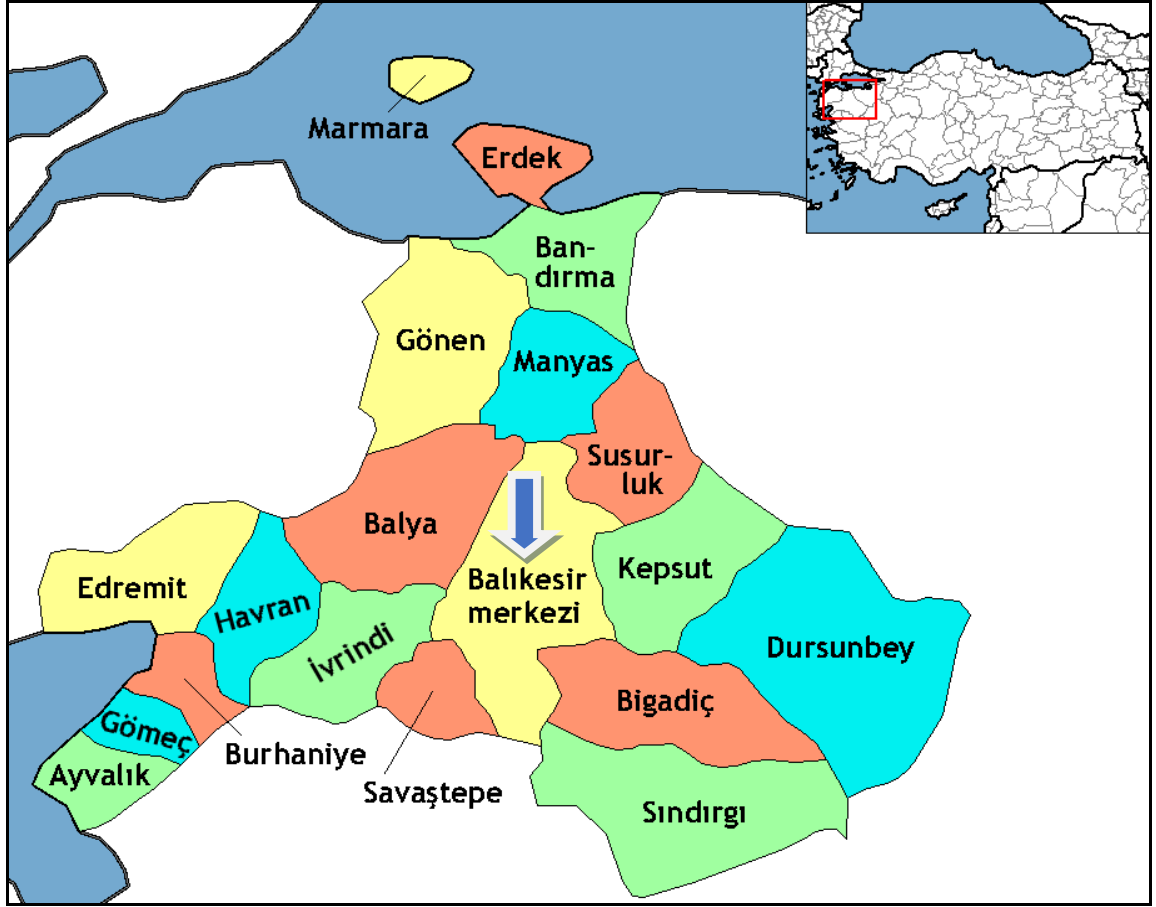 Marmara
Erdek
Ban-
dırma
Gönen
Manyas
Susur-
luk
Balya
Kepsut
Edremit
Havran
Balıkesir
merkezi
İvrindi
Dursunbey
Bigadiç
Gömeç
Burhaniye
Ayvalık
Savaştepe
Sındırgı